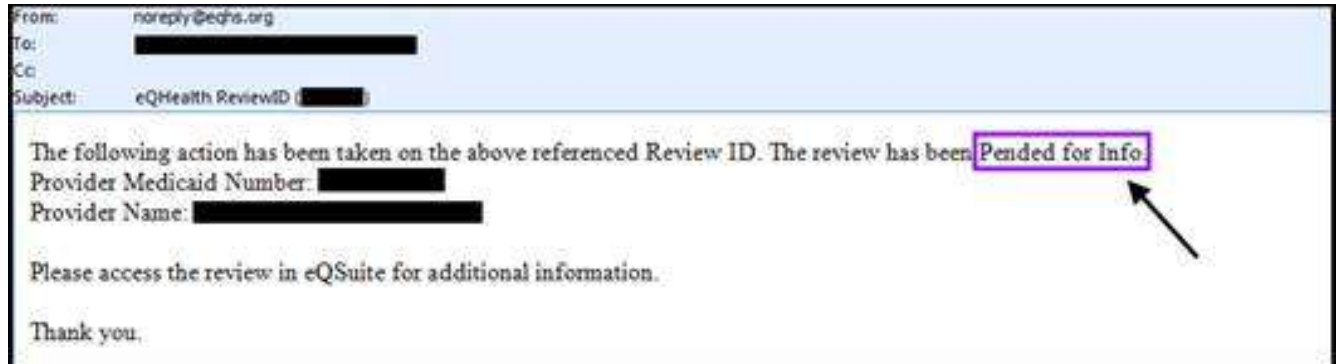 From: noreply@eqhs.org
To:
Cc:
Subject: eQHealth ReviewID (
The following action has been taken on the above referenced Review ID. The review has been Pended for Info.
Provider Medicaid Number:
Provider Name:
Please access the review in eQSuite for additional information.
Thank you.